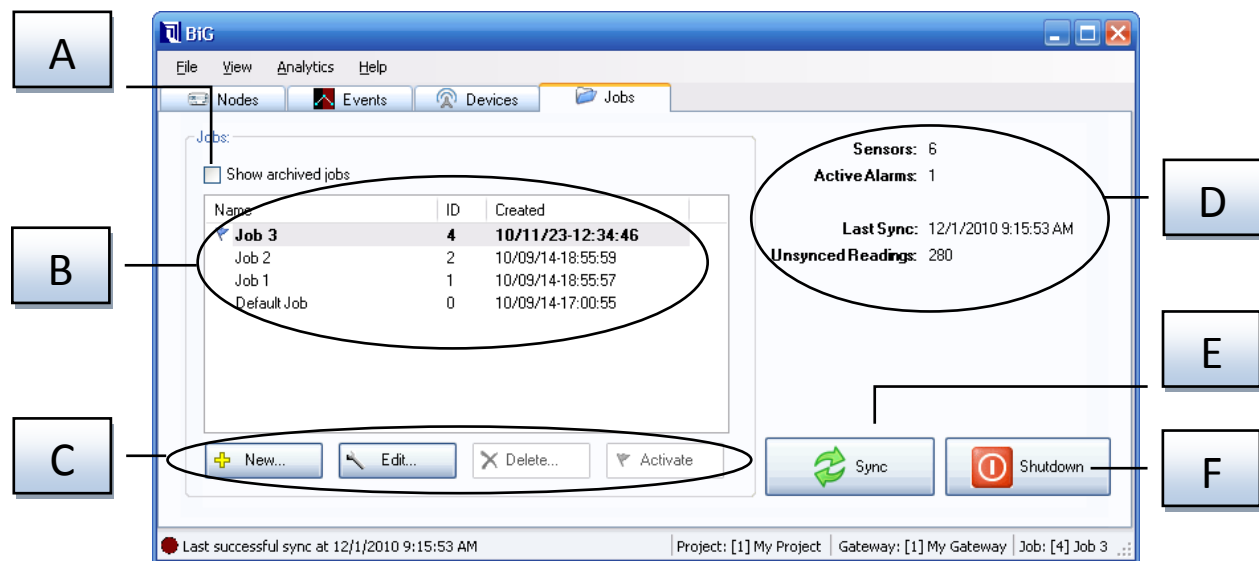 A
B
C
D
E
F
BiG
File View Analytics Help
Nodes Events Devices Jobs
Jobs:
Show archived jobs
Name ID Created
Job 3 4 10/11/23-12:34:46
Job 2 2 10/09/14-18:55:59
Job 1 1 10/09/14-18:55:57
Default Job 0 10/09/14-17:00:55
New... Edit... Delete... Activate
Sensors: 6
Active Alarms: 1
Last Sync: 12/1/2010 9:15:53 AM
Unsynced Readings: 280
Sync Shutdown
Last successful sync at 12/1/2010 9:15:53 AM Project: [1] My Project Gateway: [1] My Gateway Job: [4] Job 3